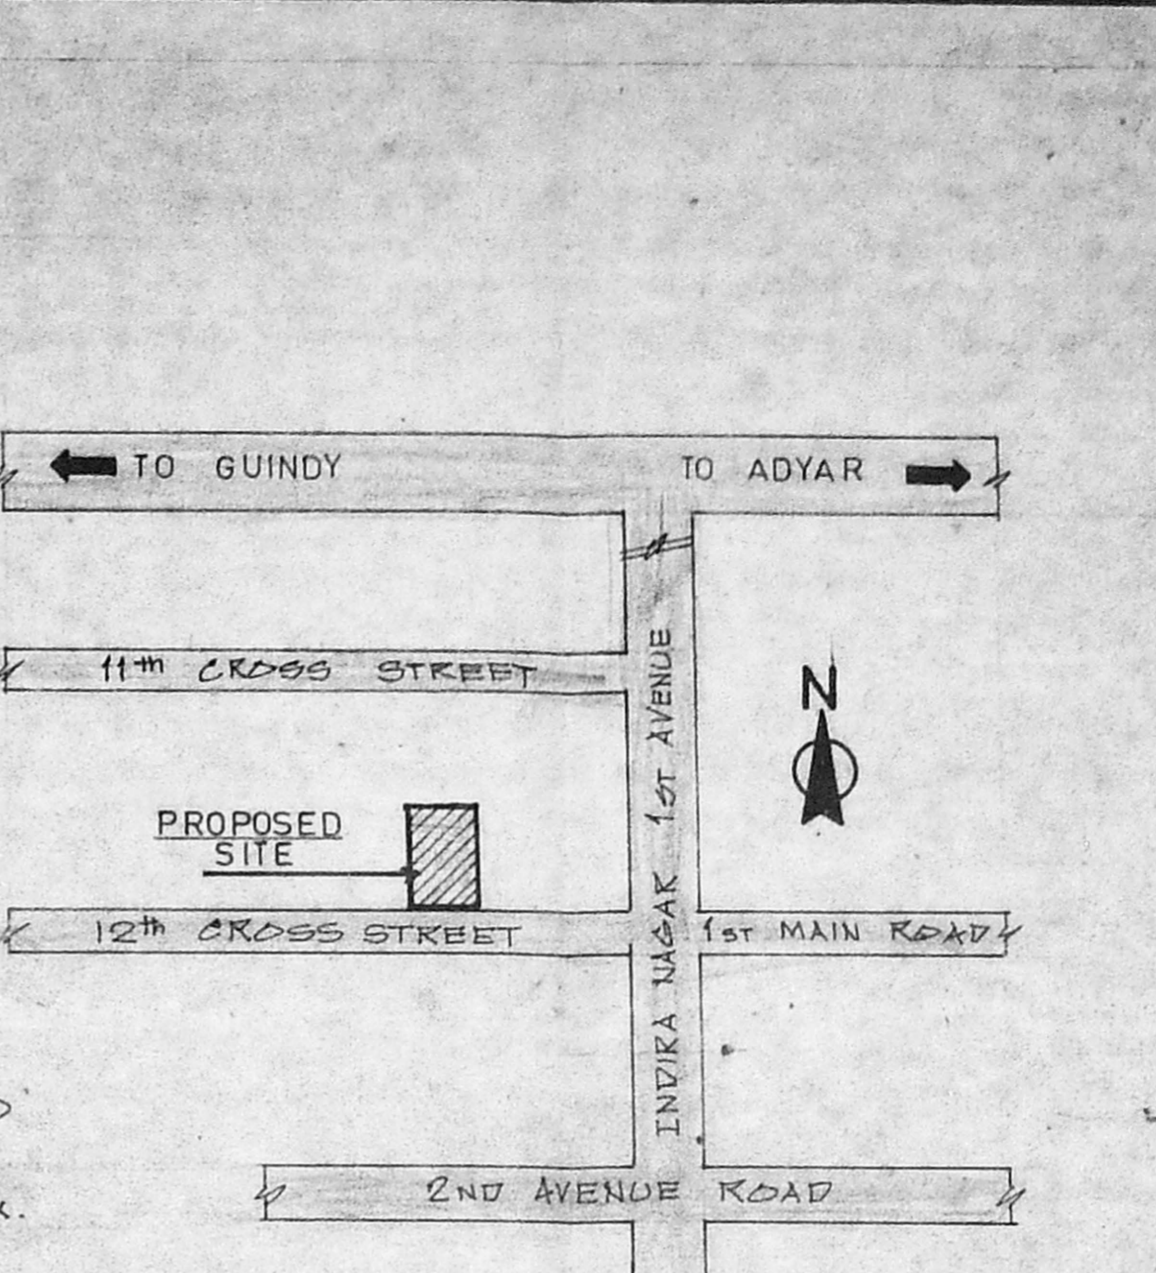 TO GUINDY
TO ADYAR
11th CROSS STREET
N
PROPOSED
SITE
12th CROSS STREET
1ST MAIN ROAD
INDIRA NAGAR 1ST AVENUE
2ND AVENUE ROAD